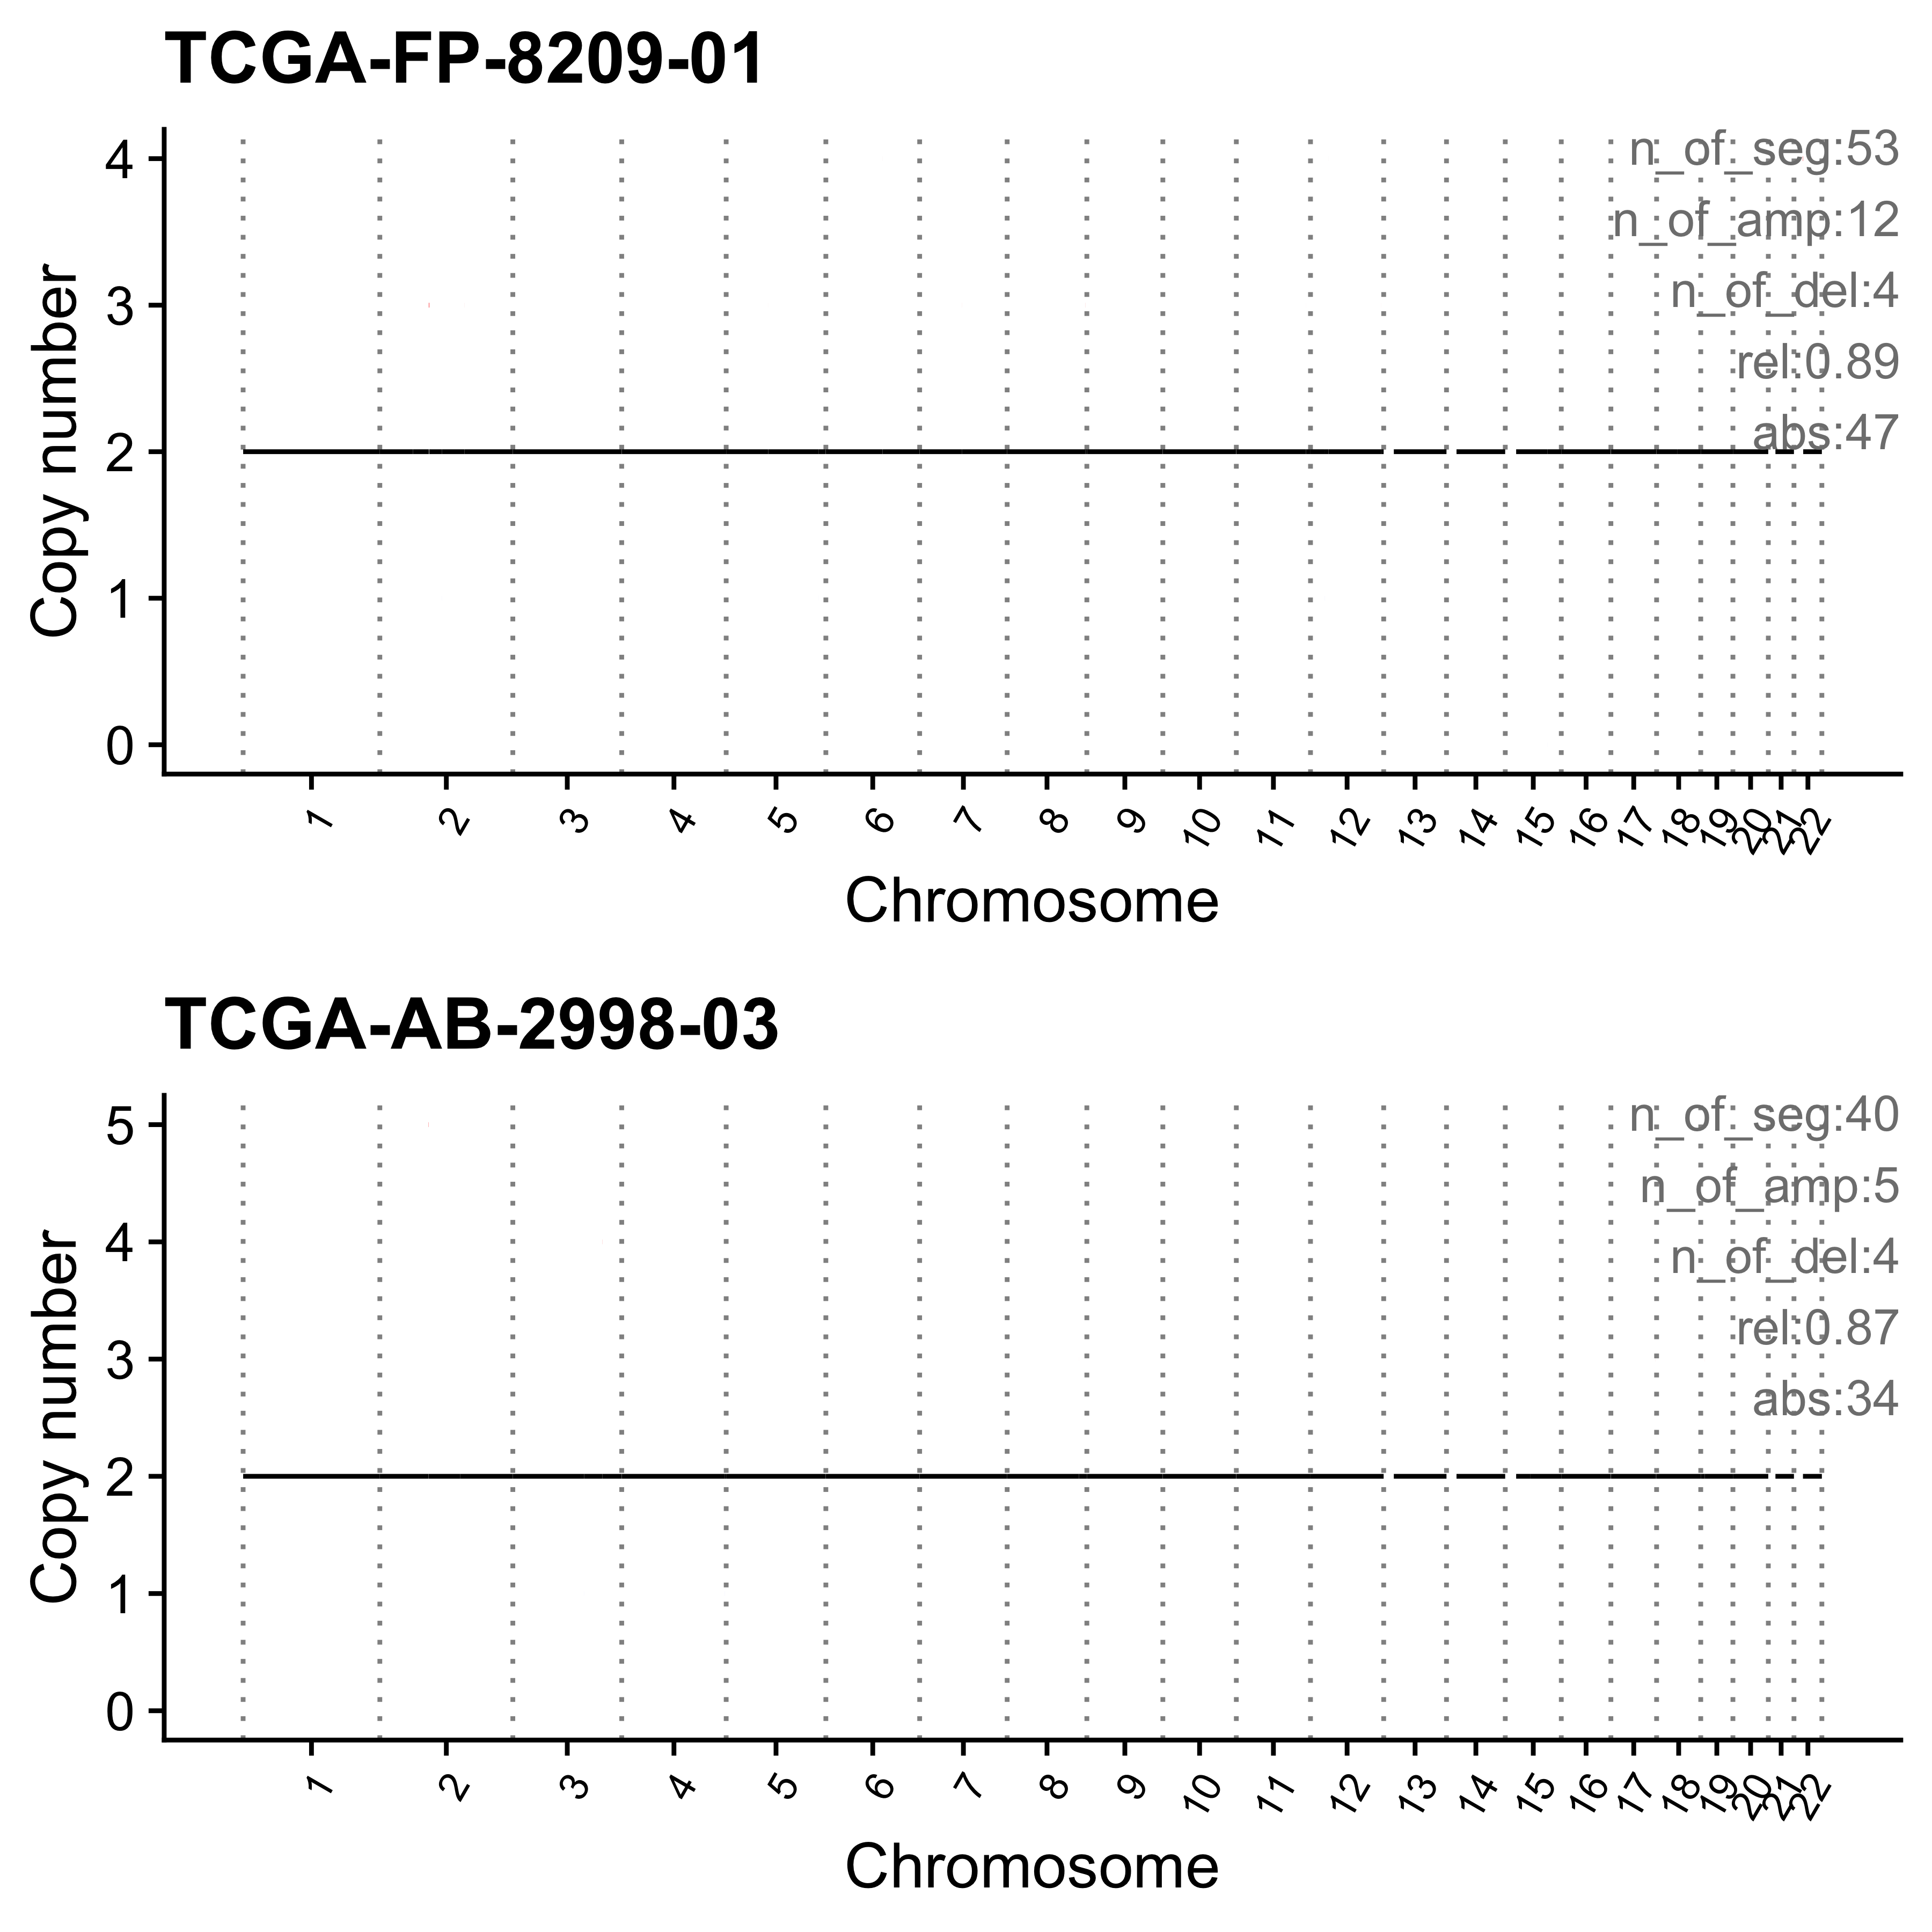 TCGA-FP-8209-01
n_of_seg:53
n_of_amp:12
n_of_del:4
rel:0.89
abs:47
Copy number
4
3
2
1
0
1 2 3 4 5 6 7 8 9 10 11 12 13 14 15 16 17 18 19 20 21 22
Chromosome
TCGA-AB-2998-03
n_of_seg:40
n_of_amp:5
n_of_del:4
rel:0.87
abs:34
Copy number
5
4
3
2
1
0
1 2 3 4 5 6 7 8 9 10 11 12 13 14 15 16 17 18 19 20 21 22
Chromosome